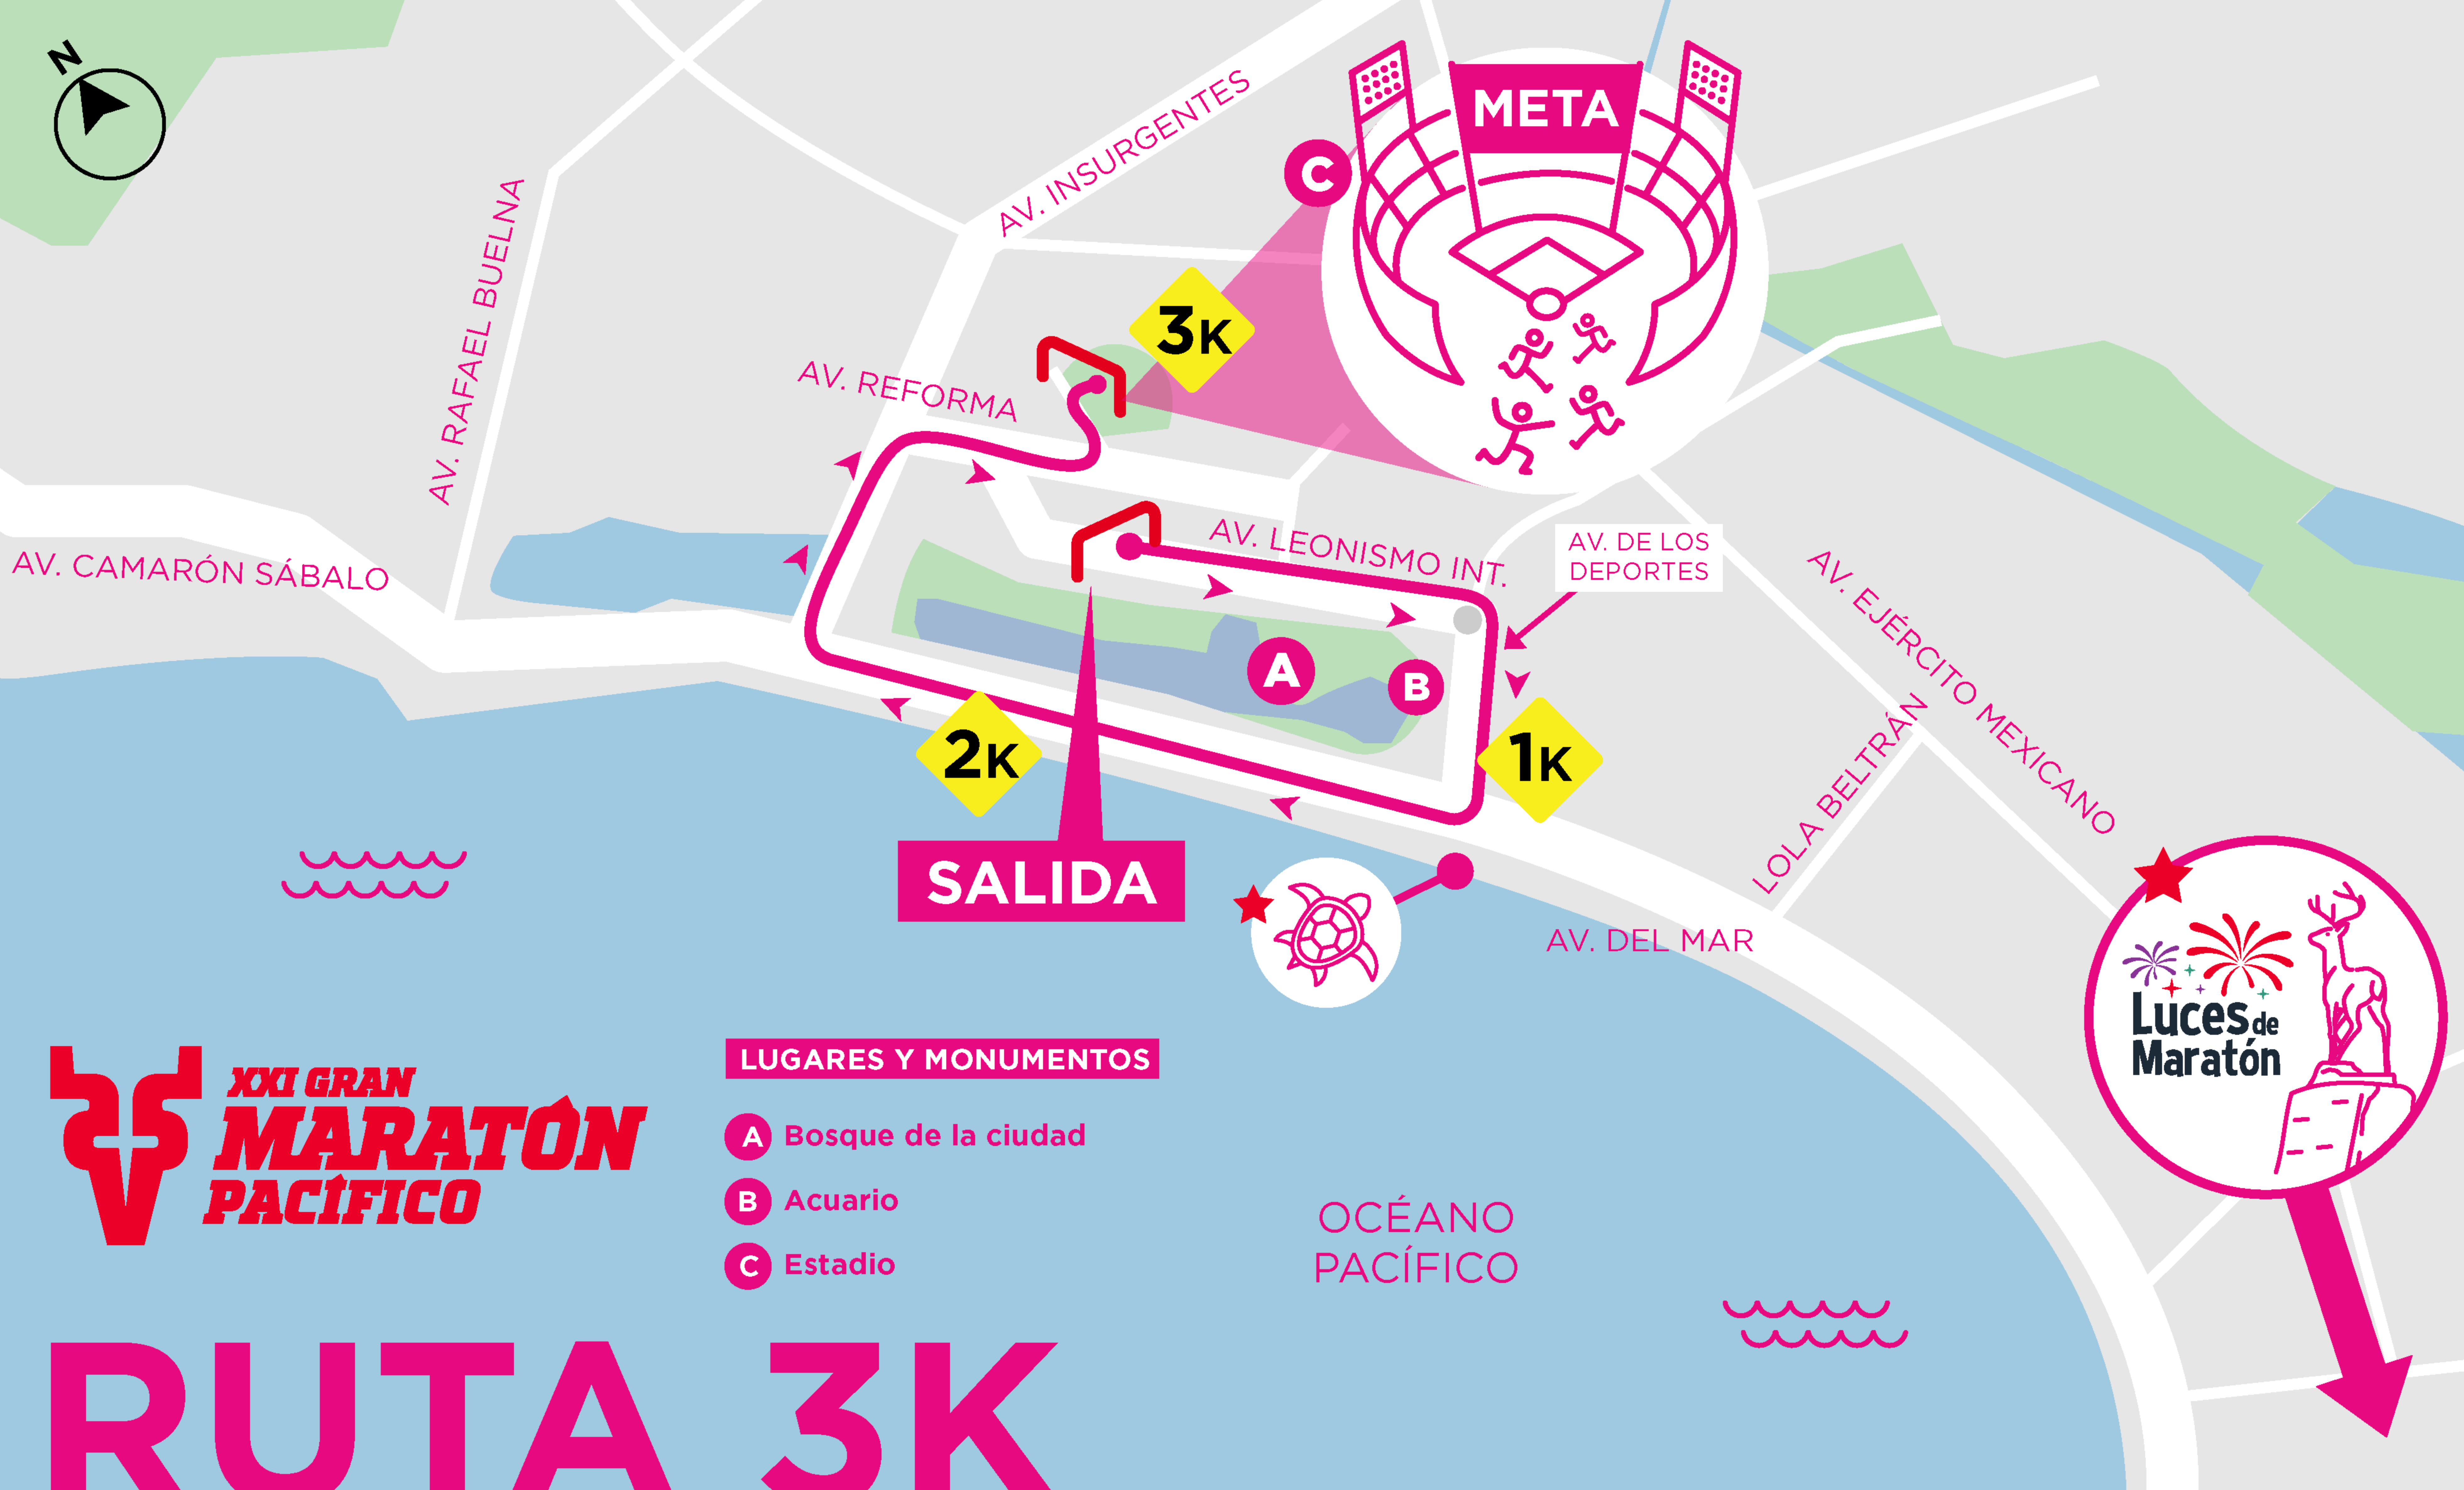 N
AV. INSURGENTES
META
C
AV. RAFAEL BUELNA
3K
AV. REFORMA
AV. CAMARÓN SÁBALO
AV. LEONISMO INT.
AV. DE LOS
DEPORTES
AV. EJÉRCITO MEXICANO
A
B
2K
1K
LOLA BELTRÁN
SALIDA
AV. DEL MAR
Luces de
Maratón
XXI GRAN
MARATÓN
PACÍFICO
LUGARES Y MONUMENTOS
A Bosque de la ciudad
B Acuario
C Estadio
OCÉANO
PACÍFICO
RUTA 3K